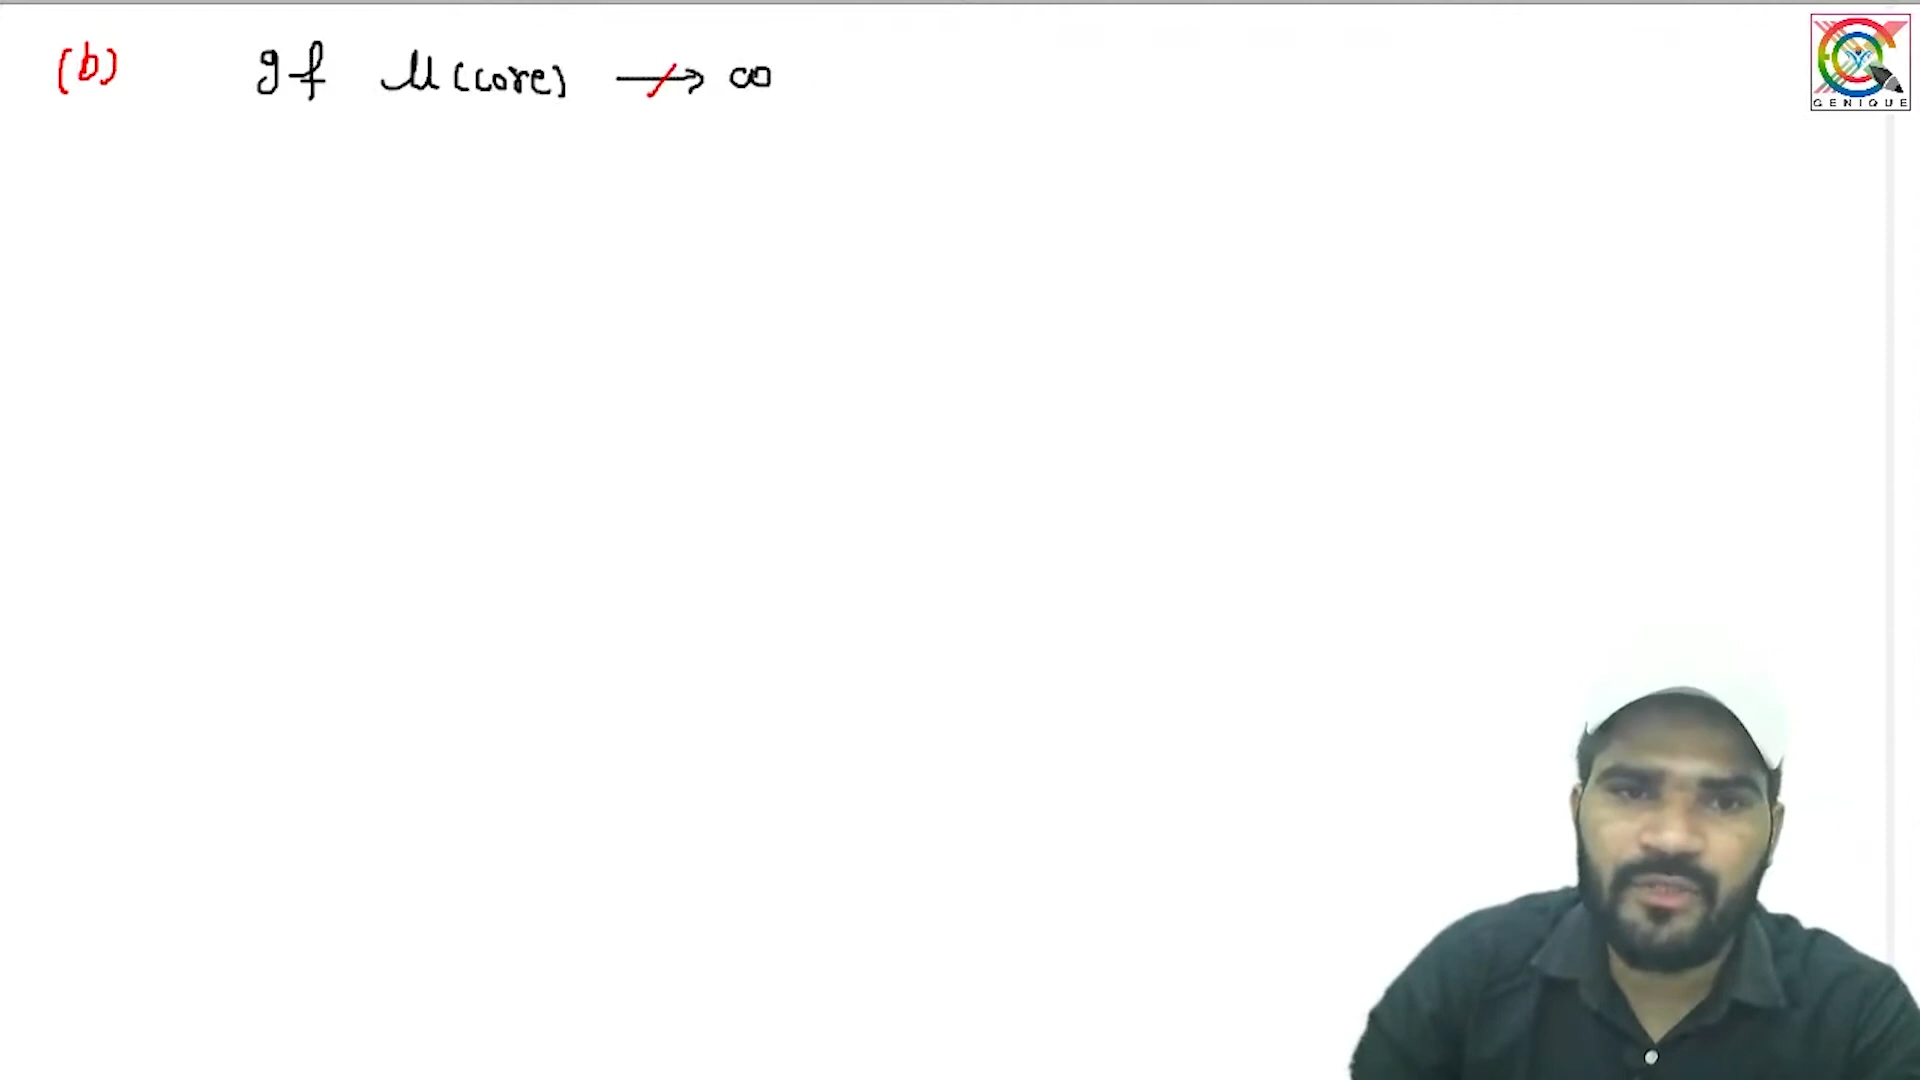 (b) If μ(core) ↛ ∞
GENIQUE